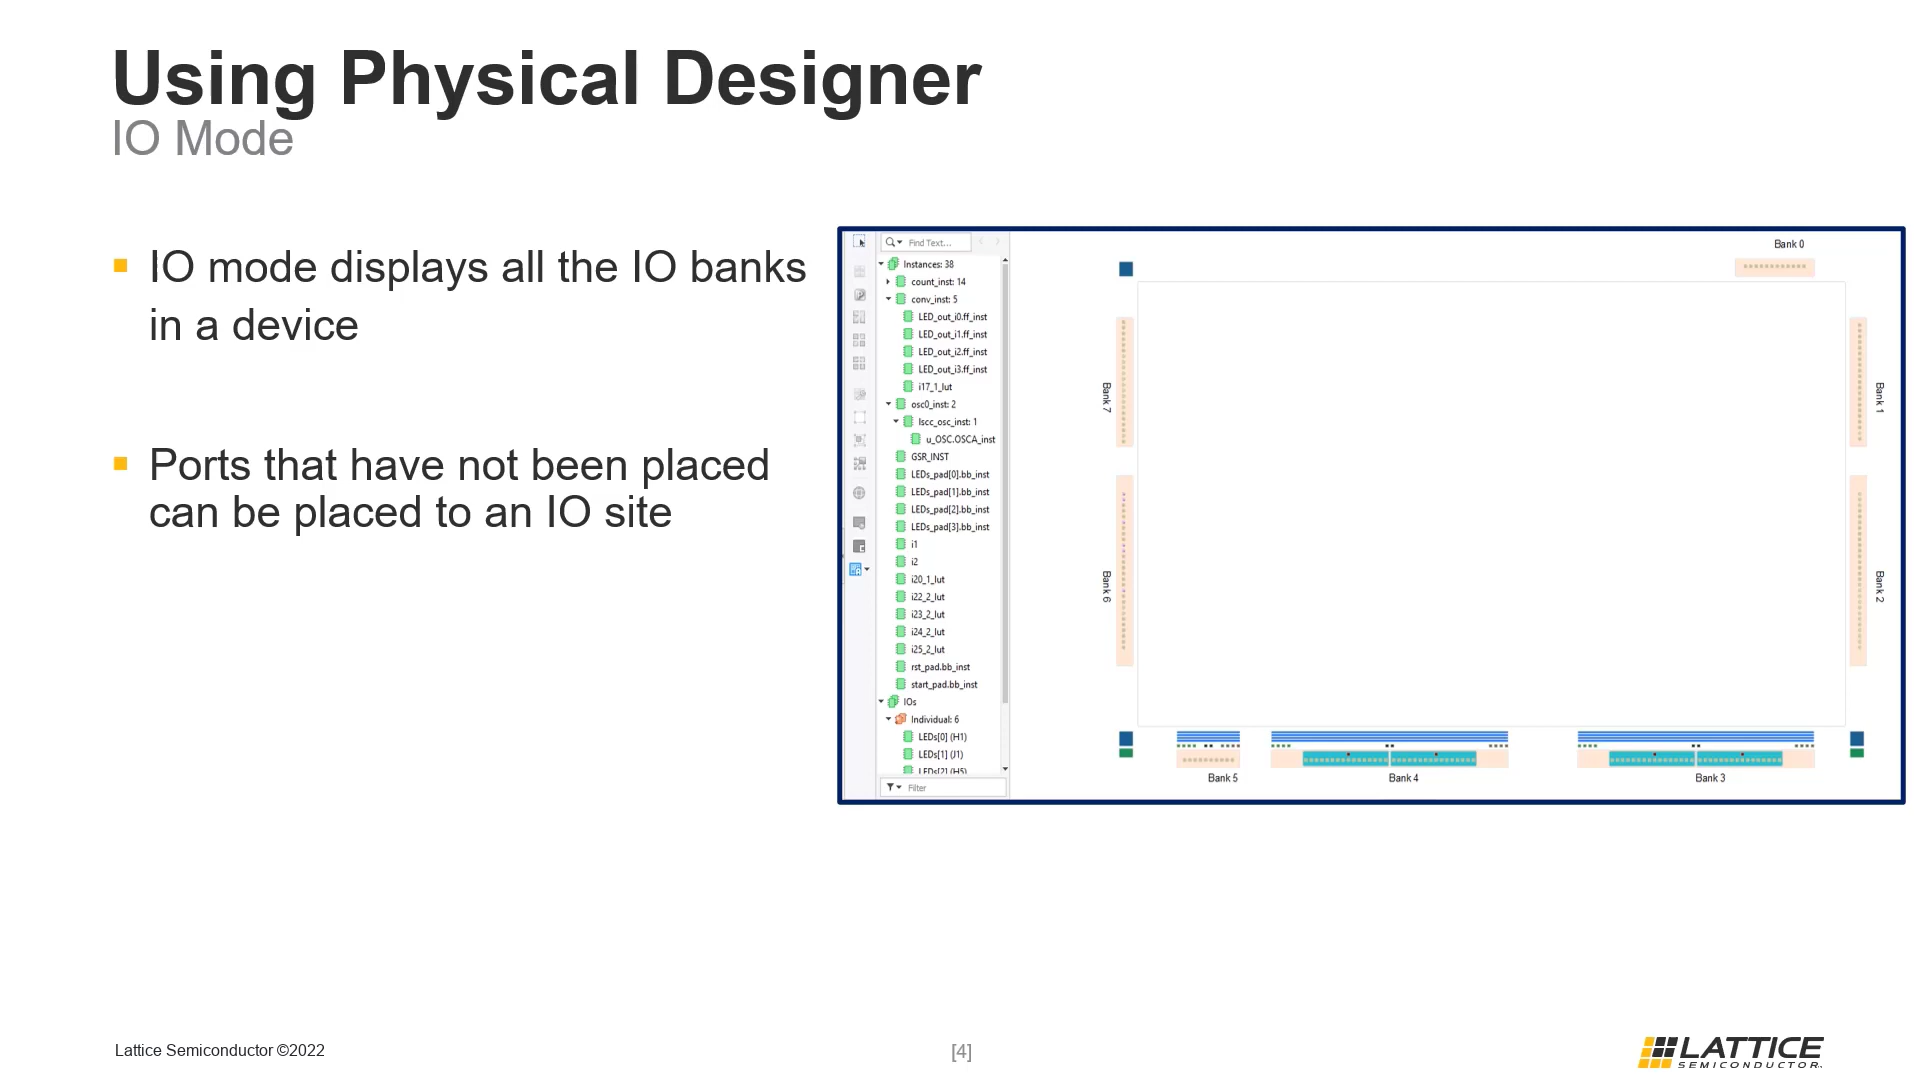 Using Physical Designer
IO Mode
IO mode displays all the IO banks
in a device
Ports that have not been placed
can be placed to an IO site
Find Text...
Instances: 38
count_inst: 14
conv_inst: 5
LED_out_i0.ff_inst
LED_out_i1.ff_inst
LED_out_i2.ff_inst
LED_out_i3.ff_inst
i17_1_lut
osc0_inst: 2
lscc_osc_inst: 1
u_OSC.OSCA_inst
GSR_INST
LEDs_pad[0].bb_inst
LEDs_pad[1].bb_inst
LEDs_pad[2].bb_inst
LEDs_pad[3].bb_inst
i1
i2
i20_1_lut
i22_2_lut
i23_2_lut
i24_2_lut
i25_2_lut
rst_pad.bb_inst
start_pad.bb_inst
IOs
Individual: 6
LEDs[0] (H1)
LEDs[1] (J1)
LEDs[2] (H5)
Filter
Bank 0
Bank 7
Bank 1
Bank 6
Bank 2
Bank 5
Bank 4
Bank 3
Lattice Semiconductor ©2022
[4]
LATTICE
SEMICONDUCTOR